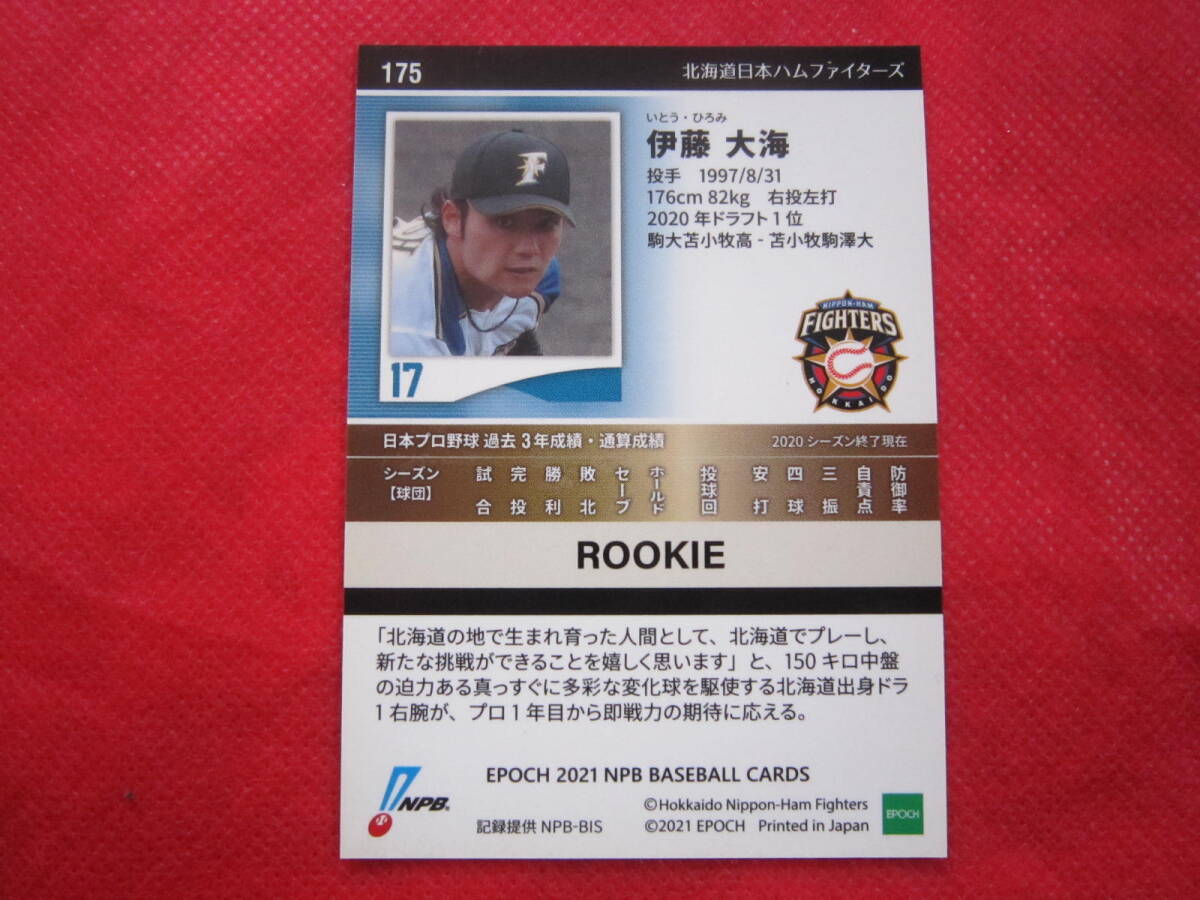 175
北海道日本ハムファイターズ
いとう・ひろみ
伊藤 大海
投手 1997/8/31
176cm 82kg 右投左打
2020 年ドラフト 1 位
駒大苫小牧高 - 苫小牧駒澤大
F
17
NIPPON-HAM
FIGHTERS
HOKKAIDO
日本プロ野球 過去 3 年成績・通算成績
2020 シーズン終了現在
シーズン【球団】 試合 完投 勝利 敗北 セーブ ホールド 投球回 安打 四球 三振 自責点 防御率
ROOKIE
「北海道の地で生まれ育った人間として、北海道でプレーし、
新たな挑戦ができることを嬉しく思います」と、150 キロ中盤
の迫力ある真っすぐに多彩な変化球を駆使する北海道出身ドラ
1 右腕が、プロ 1 年目から即戦力の期待に応える。
EPOCH 2021 NPB BASEBALL CARDS
NPB
©Hokkaido Nippon-Ham Fighters
記録提供 NPB-BIS
©2021 EPOCH Printed in Japan
EPOCH